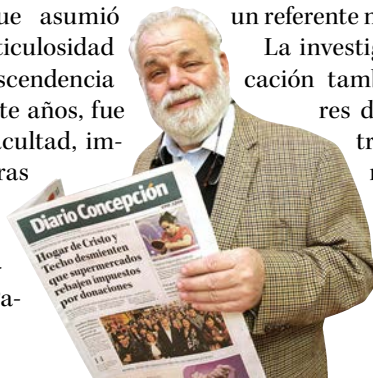 ue asumió
ticulosidad
scendencia
te años, fue
acultad, im-
ras
a-
un referente
La investig
cación tamb
res d
tr
Diario Concepción
Hogar de Cristo y
Techo desmienten
que supermercados
rebajen impuestos
por donaciones